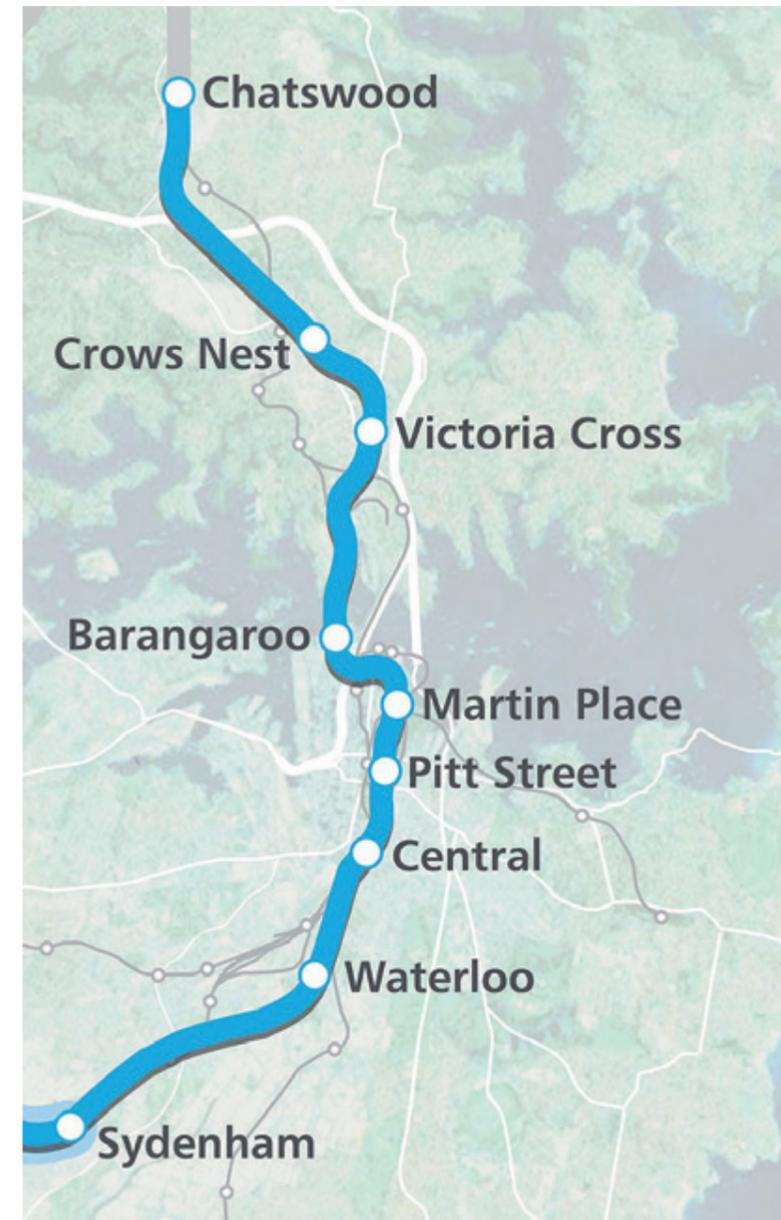 Chatswood
Crows Nest
Victoria Cross
Barangaroo
Martin Place
Pitt Street
Central
Waterloo
Sydenham